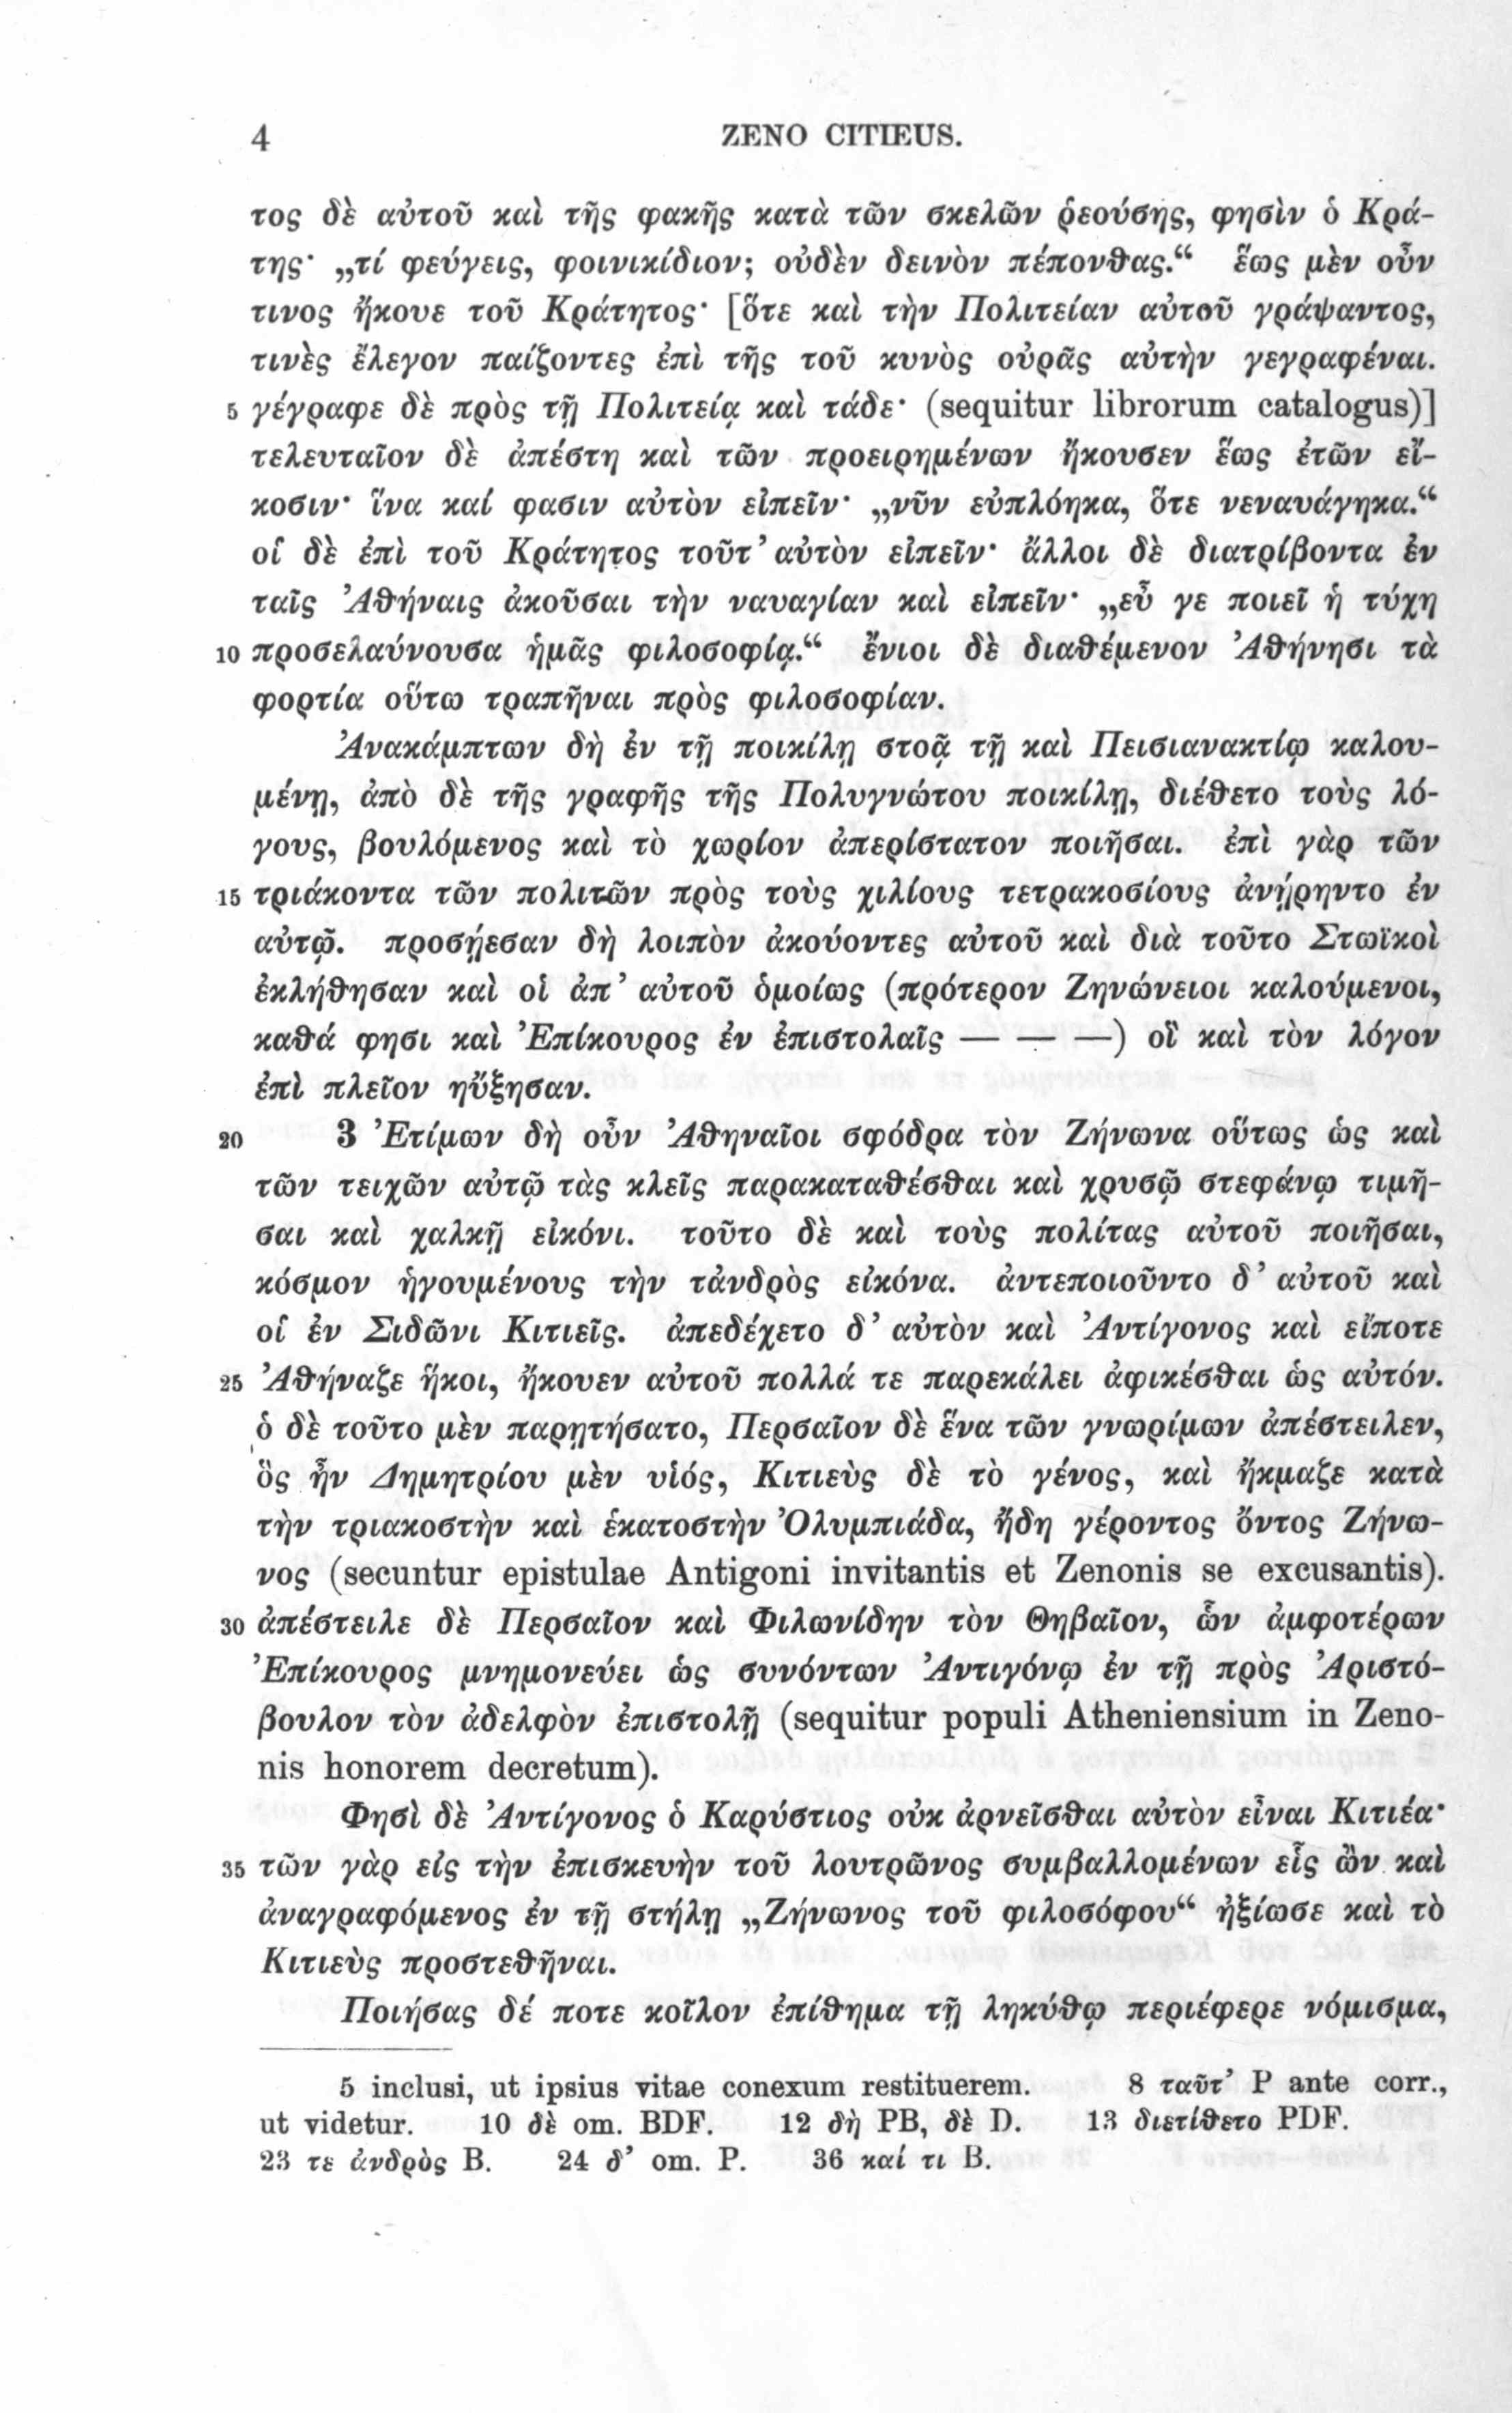 4 ZENO CITIEUS.
τος δὲ αὐτοῦ καὶ τῆς φακῆς κατὰ τῶν σκελῶν ῥεούσης, φησὶν ὁ Κρά-
της· „τί φεύγεις, φοινικίδιον; οὐδὲν δεινὸν πέπονθας.“ ἕως μὲν οὖν
τινος ἤκουε τοῦ Κράτητος· [ὅτε καὶ τὴν Πολιτείαν αὐτοῦ γράψαντος,
τινὲς ἔλεγον παίζοντες ἐπὶ τῆς τοῦ κυνὸς οὐρᾶς αὐτὴν γεγραφέναι.
5 γέγραφε δὲ πρὸς τῇ Πολιτείᾳ καὶ τάδε· (sequitur librorum catalogus)]
τελευταῖον δὲ ἀπέστη καὶ τῶν προειρημένων ἤκουσεν ἕως ἐτῶν εἴ-
κοσιν· ἵνα καί φασιν αὐτὸν εἰπεῖν· „νῦν εὐπλόηκα, ὅτε νεναυάγηκα.“
οἱ δὲ ἐπὶ τοῦ Κράτητος τοῦτ’ αὐτὸν εἰπεῖν· ἄλλοι δὲ διατρίβοντα ἐν
ταῖς Ἀθήναις ἀκοῦσαι τὴν ναυαγίαν καὶ εἰπεῖν· „εὖ γε ποιεῖ ἡ τύχη
10 προσελαύνουσα ἡμᾶς φιλοσοφίᾳ.“ ἔνιοι δὲ διαθέμενον Ἀθήνησι τὰ
φορτία οὕτω τραπῆναι πρὸς φιλοσοφίαν.
Ἀνακάμπτων δὴ ἐν τῇ ποικίλῃ στοᾷ τῇ καὶ Πεισιανακτίῳ καλου-
μένῃ, ἀπὸ δὲ τῆς γραφῆς τῆς Πολυγνώτου ποικίλῃ, διέθετο τοὺς λό-
γους, βουλόμενος καὶ τὸ χωρίον ἀπερίστατον ποιῆσαι. ἐπὶ γὰρ τῶν
15 τριάκοντα τῶν πολιτῶν πρὸς τοὺς χιλίους τετρακοσίους ἀνῄρηντο ἐν
αὐτῷ. προσῄεσαν δὴ λοιπὸν ἀκούοντες αὐτοῦ καὶ διὰ τοῦτο Στωϊκοὶ
ἐκλήθησαν καὶ οἱ ἀπ’ αὐτοῦ ὁμοίως (πρότερον Ζηνώνειοι καλούμενοι,
καθά φησι καὶ Ἐπίκουρος ἐν ἐπιστολαῖς — — —) οἳ καὶ τὸν λόγον
ἐπὶ πλεῖον ηὔξησαν.
20 3 Ἐτίμων δὴ οὖν Ἀθηναῖοι σφόδρα τὸν Ζήνωνα οὕτως ὡς καὶ
τῶν τειχῶν αὐτῷ τὰς κλεῖς παρακαταθέσθαι καὶ χρυσῷ στεφάνῳ τιμῆ-
σαι καὶ χαλκῇ εἰκόνι. τοῦτο δὲ καὶ τοὺς πολίτας αὐτοῦ ποιῆσαι,
κόσμον ἡγουμένους τὴν τἀνδρὸς εἰκόνα. ἀντεποιοῦντο δ’ αὐτοῦ καὶ
οἱ ἐν Σιδῶνι Κιτιεῖς. ἀπεδέχετο δ’ αὐτὸν καὶ Ἀντίγονος καὶ εἴποτε
25 Ἀθήναζε ἥκοι, ἤκουεν αὐτοῦ πολλά τε παρεκάλει ἀφικέσθαι ὡς αὐτόν.
ὁ δὲ τοῦτο μὲν παρῃτήσατο, Περσαῖον δὲ ἕνα τῶν γνωρίμων ἀπέστειλεν,
ὃς ἦν Δημητρίου μὲν υἱός, Κιτιεὺς δὲ τὸ γένος, καὶ ἤκμαζε κατὰ
τὴν τριακοστὴν καὶ ἑκατοστὴν Ὀλυμπιάδα, ἤδη γέροντος ὄντος Ζήνω-
νος (secuntur epistulae Antigoni invitantis et Zenonis se excusantis).
30 ἀπέστειλε δὲ Περσαῖον καὶ Φιλωνίδην τὸν Θηβαῖον, ὧν ἀμφοτέρων
Ἐπίκουρος μνημονεύει ὡς συνόντων Ἀντιγόνῳ ἐν τῇ πρὸς Ἀριστό-
βουλον τὸν ἀδελφὸν ἐπιστολῇ (sequitur populi Atheniensium in Zeno-
nis honorem decretum).
Φησὶ δὲ Ἀντίγονος ὁ Καρύστιος οὐκ ἀρνεῖσθαι αὐτὸν εἶναι Κιτιέα·
35 τῶν γὰρ εἰς τὴν ἐπισκευὴν τοῦ λουτρῶνος συμβαλλομένων εἷς ὢν καὶ
ἀναγραφόμενος ἐν τῇ στήλῃ „Ζήνωνος τοῦ φιλοσόφου“ ἠξίωσε καὶ τὸ
Κιτιεὺς προστεθῆναι.
Ποιήσας δέ ποτε κοῖλον ἐπίθημα τῇ ληκύθῳ περιέφερε νόμισμα,
5 inclusi, ut ipsius vitae conexum restituerem. 8 ταῦτ’ P ante corr.,
ut videtur. 10 δὲ om. BDF. 12 δὴ PB, δὲ D. 13 διετίθετο PDF.
23 τε ἀνδρὸς B. 24 δ’ om. P. 36 καί τι B.